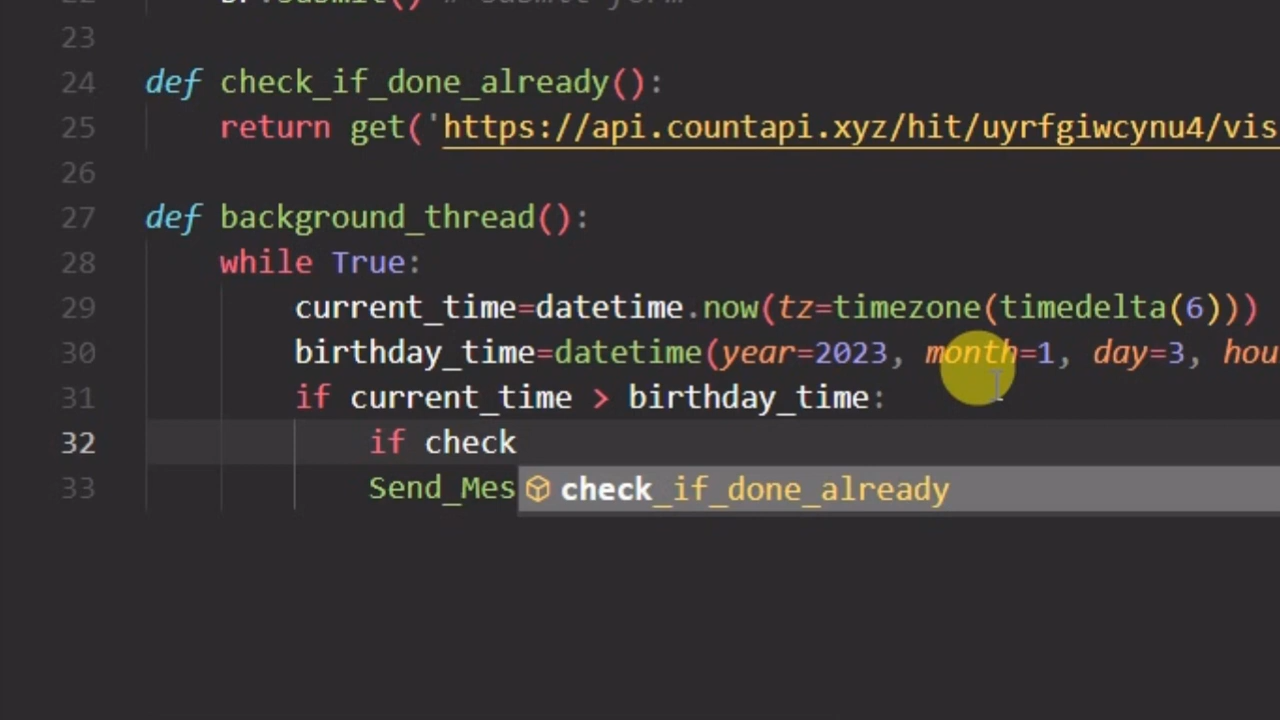 23
24 def check_if_done_already():
25 return get('https://api.countapi.xyz/hit/uyrfgiwcynu4/vis
26
27 def background_thread():
28 while True:
29 current_time=datetime.now(tz=timezone(timedelta(6)))
30 birthday_time=datetime(year=2023, month=1, day=3, hou
31 if current_time > birthday_time:
32 if check
33 Send_Mes check_if_done_already